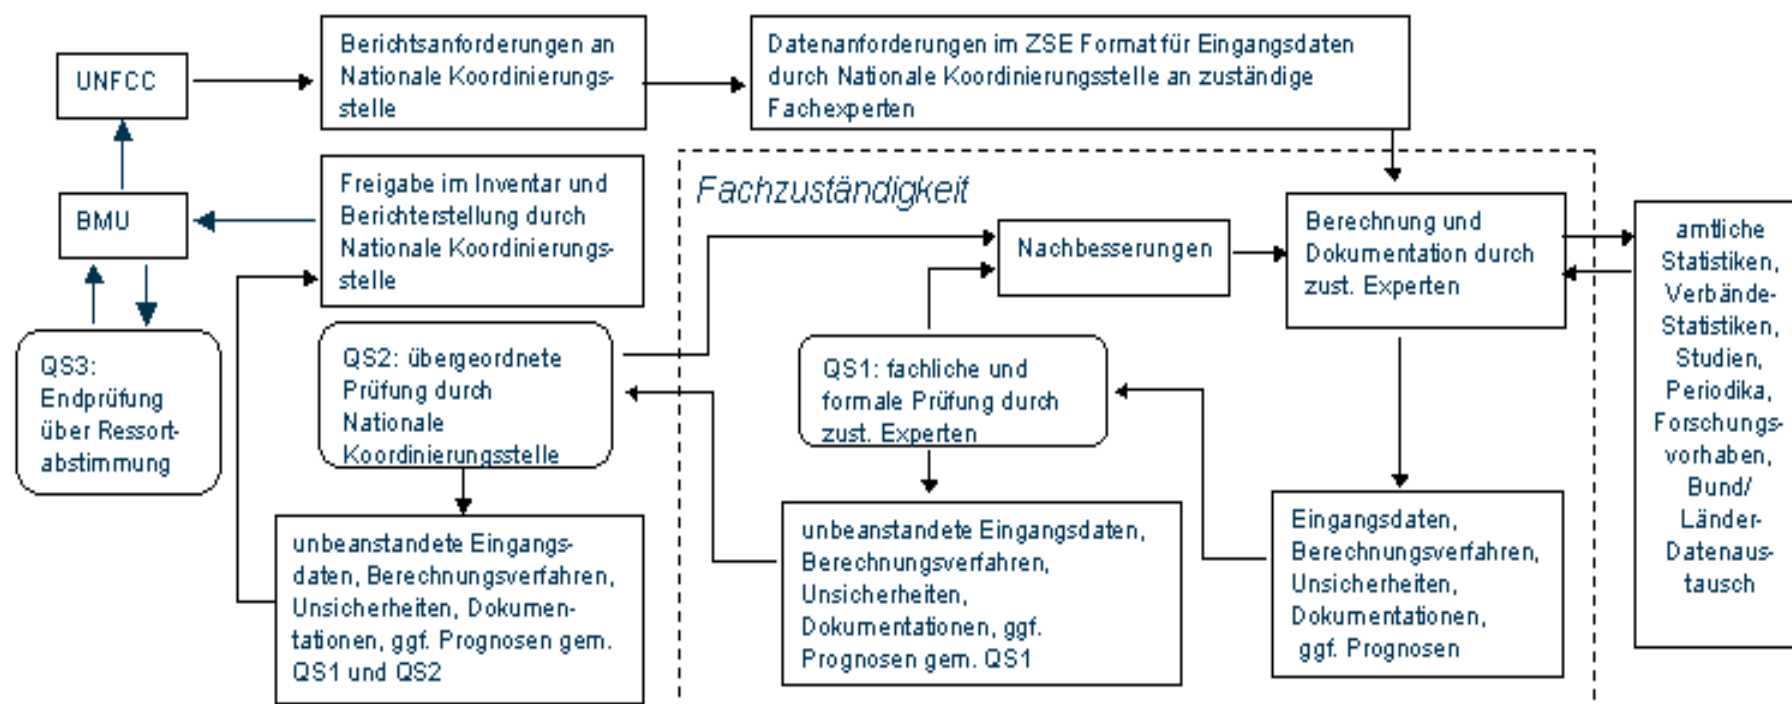 UNFCC
Berichtsanforderungen an
Nationale Koordinierungs-
stelle
Datenanforderungen im ZSE Format für Eingangsdaten
durch Nationale Koordinierungsstelle an zuständige
Fachexperten
BMU
Freigabe im Inventar und
Berichterstellung durch
Nationale Koordinierungs-
stelle
Fachzuständigkeit
Nachbesserungen
Berechnung und
Dokumentation durch
zust. Experten
amtliche
Statistiken,
Verbände-
Statistiken,
Studien,
Periodika,
Forschungs-
vorhaben,
Bund/
Länder-
Datenaus-
tausch
QS3:
Endprüfung
über Ressort-
abstimmung
QS2: übergeordnete
Prüfung durch
Nationale
Koordinierungsstelle
QS1: fachliche und
formale Prüfung durch
zust. Experten
unbeanstandete Eingangs-
daten, Berechnungsverfahren,
Unsicherheiten, Dokumen-
tationen, ggf. Prognosen gem.
QS1 und QS2
unbeanstandete Eingangsdaten,
Berechnungsverfahren,
Unsicherheiten,
Dokumentationen, ggf.
Prognosen gem. QS1
Eingangsdaten,
Berechnungsverfahren,
Unsicherheiten,
Dokumentationen,
ggf. Prognosen